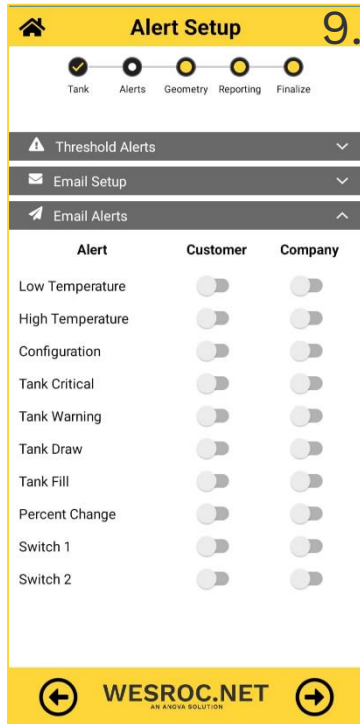 Alert Setup 9.
Tank Alerts Geometry Reporting Finalize
Threshold Alerts
Email Setup
Email Alerts
Alert Customer Company
Low Temperature
High Temperature
Configuration
Tank Critical
Tank Warning
Tank Draw
Tank Fill
Percent Change
Switch 1
Switch 2
WESROC.NET
AN ANOVA SOLUTION